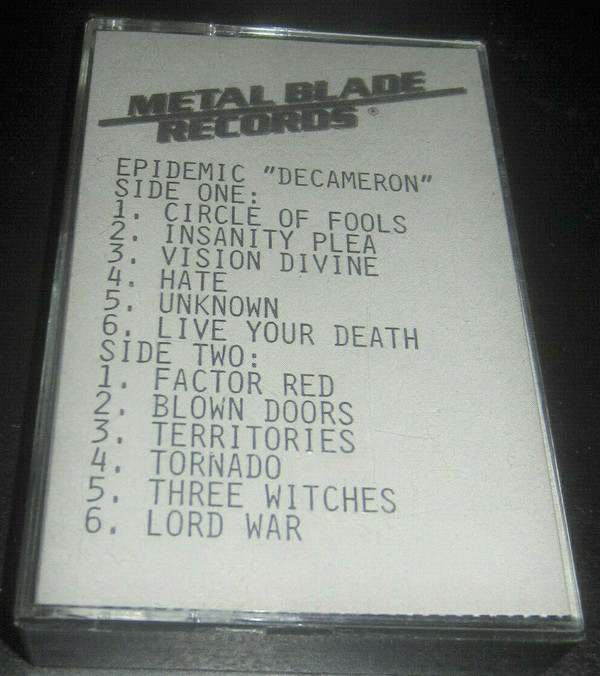 METAL BLADE
RECORDS®
EPIDEMIC "DECAMERON"
SIDE ONE:
1. CIRCLE OF FOOLS
2. INSANITY PLEA
3. VISION DIVINE
4. HATE
5. UNKNOWN
6. LIVE YOUR DEATH
SIDE TWO:
1. FACTOR RED
2. BLOWN DOORS
3. TERRITORIES
4. TORNADO
5. THREE WITCHES
6. LORD WAR